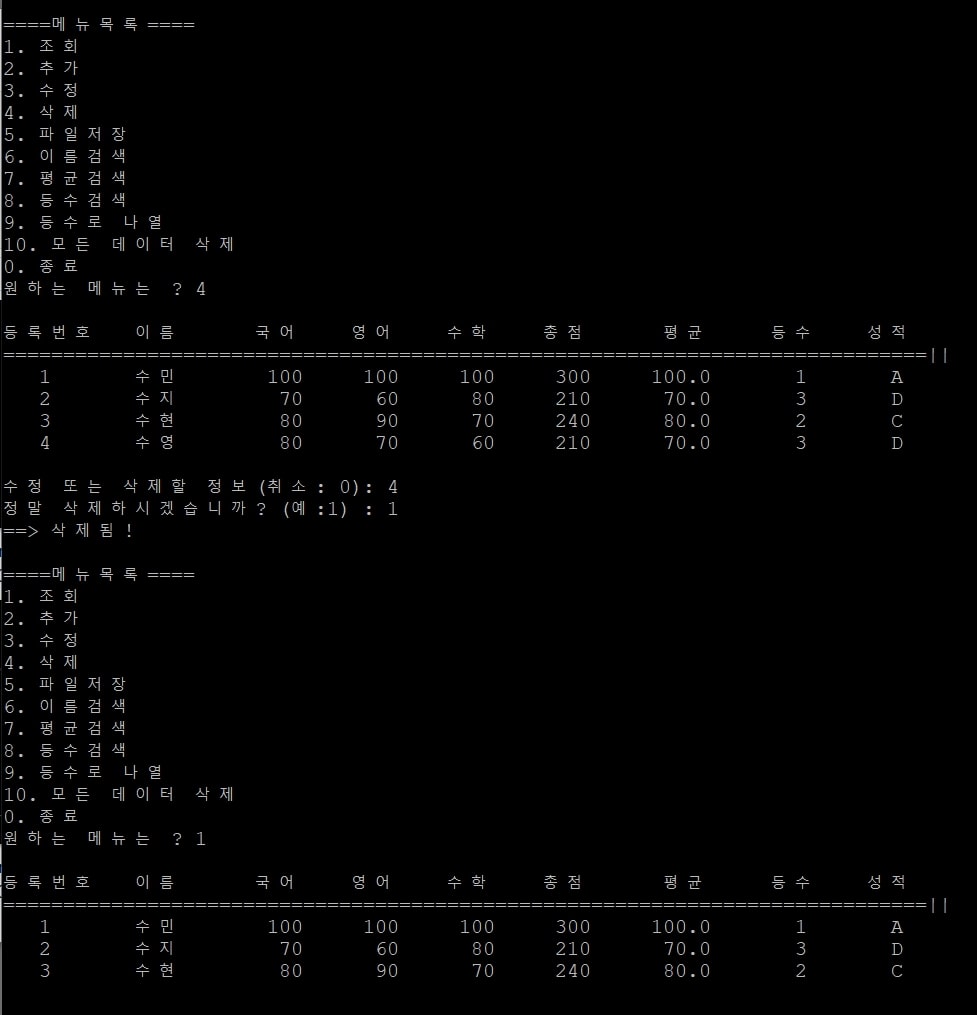 ====메뉴목록====
1. 조회
2. 추가
3. 수정
4. 삭제
5. 파일저장
6. 이름검색
7. 평균검색
8. 등수검색
9. 등수로 나열
10. 모든 데이터 삭제
0. 종료
원하는 메뉴는 ? 4
등록번호 이름 국어 영어 수학 총점 평균 등수 성적
=============================================================================||
1 수민 100 100 100 300 100.0 1 A
2 수지 70 60 80 210 70.0 3 D
3 수현 80 90 70 240 80.0 2 C
4 수영 80 70 60 210 70.0 3 D
수정 또는 삭제할 정보(취소: 0): 4
정말 삭제하시겠습니까? (예:1) : 1
==> 삭제됨!
====메뉴목록====
1. 조회
2. 추가
3. 수정
4. 삭제
5. 파일저장
6. 이름검색
7. 평균검색
8. 등수검색
9. 등수로 나열
10. 모든 데이터 삭제
0. 종료
원하는 메뉴는 ? 1
등록번호 이름 국어 영어 수학 총점 평균 등수 성적
=============================================================================||
1 수민 100 100 100 300 100.0 1 A
2 수지 70 60 80 210 70.0 3 D
3 수현 80 90 70 240 80.0 2 C